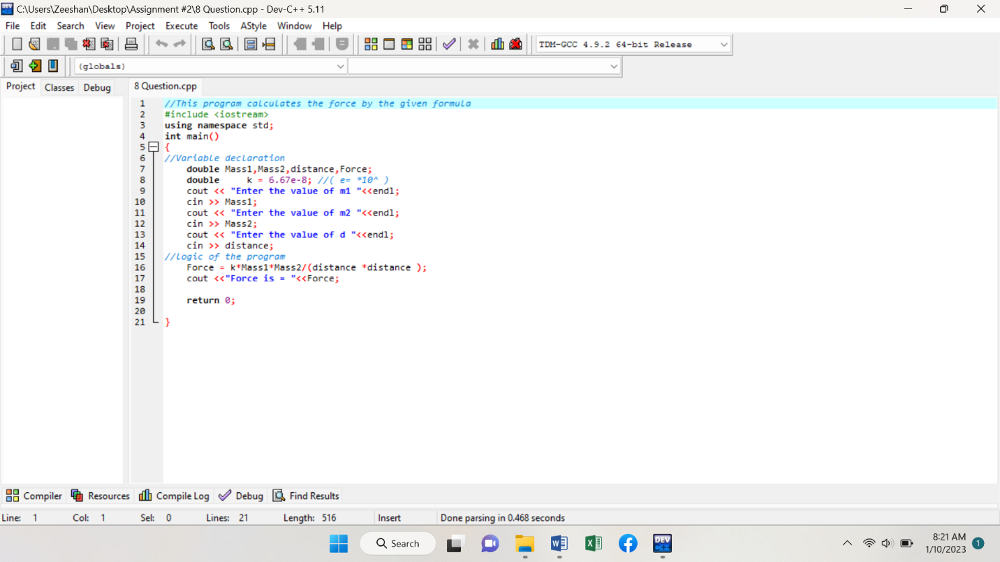 C:\Users\Zeeshan\Desktop\Assignment #2\8 Question.cpp - Dev-C++ 5.11
File Edit Search View Project Execute Tools AStyle Window Help
TDM-GCC 4.9.2 64-bit Release
(globals)
Project Classes Debug 8 Question.cpp
1 //This program calculates the force by the given formula
2 #include <iostream>
3 using namespace std;
4 int main()
5 {
6 //Variable declaration
7     double Mass1,Mass2,distance,Force;
8     double     k = 6.67e-8; //( e= *10^ )
9     cout << "Enter the value of m1 "<<endl;
10     cin >> Mass1;
11     cout << "Enter the value of m2 "<<endl;
12     cin >> Mass2;
13     cout << "Enter the value of d "<<endl;
14     cin >> distance;
15 //logic of the program
16     Force = k*Mass1*Mass2/(distance *distance );
17     cout <<"Force is = "<<Force;
18
19     return 0;
20
21 }
Compiler Resources Compile Log Debug Find Results
Line: 1 Col: 1 Sel: 0 Lines: 21 Length: 516 Insert Done parsing in 0.468 seconds
Search DEV C++ 8:21 AM
1/10/2023 1